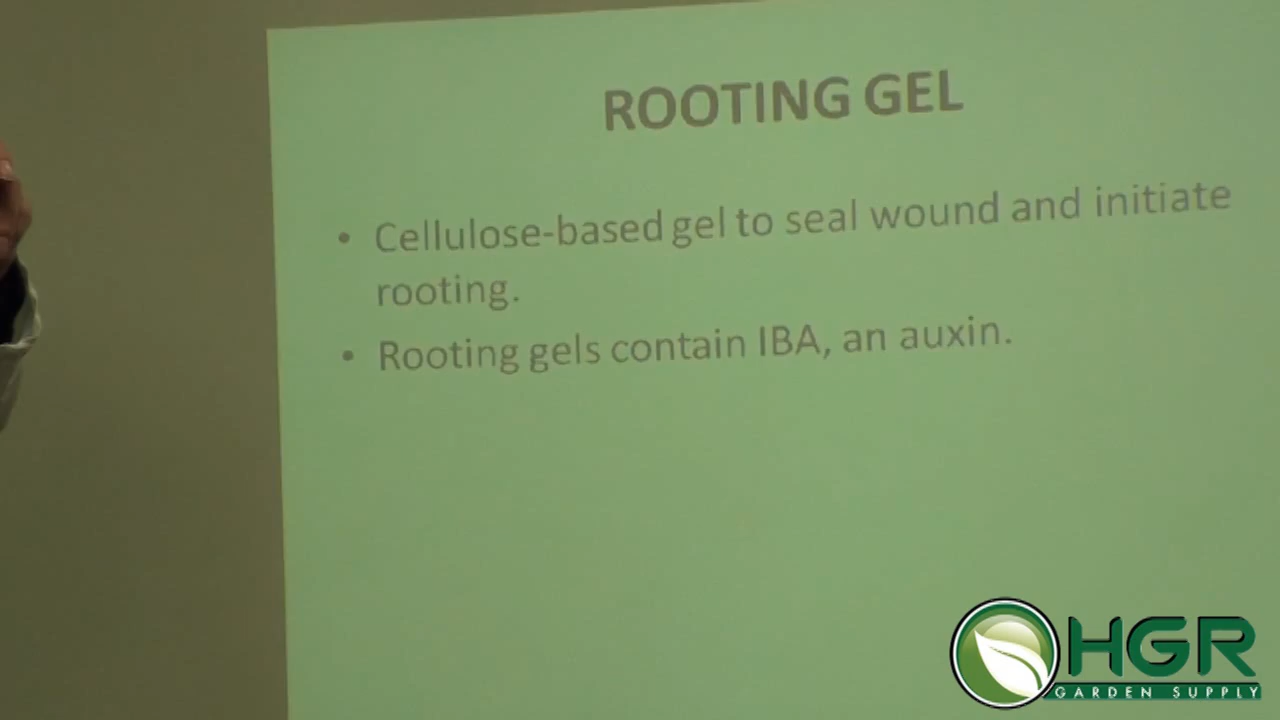 ROOTING GEL
• Cellulose-based gel to seal wound and initiate
rooting.
• Rooting gels contain IBA, an auxin.
HGR
GARDEN SUPPLY